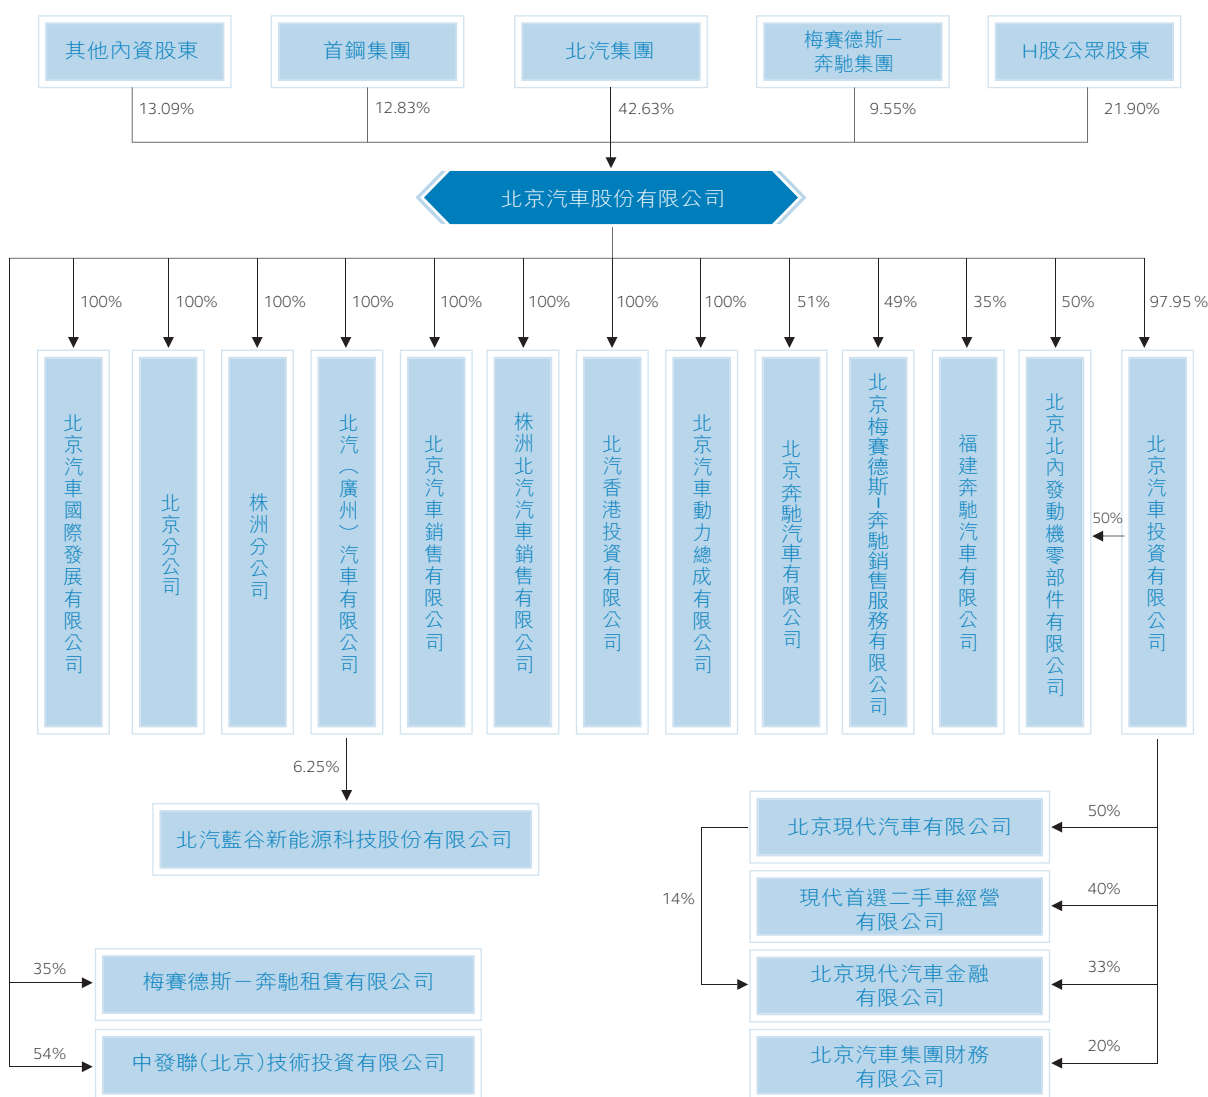 其他內資股東
首鋼集團
北汽集團
梅賽德斯－
奔馳集團
H股公眾股東
13.09%
12.83%
42.63%
9.55%
21.90%
北京汽車股份有限公司
100%
100%
100%
100%
100%
100%
100%
100%
51%
49%
35%
50%
97.95%
北京汽車國際發展有限公司
北京分公司
株洲分公司
北汽（廣州）汽車有限公司
北京汽車銷售有限公司
株洲北汽汽車銷售有限公司
北汽香港投資有限公司
北京汽車動力總成有限公司
北京奔馳汽車有限公司
北京梅賽德斯–奔馳銷售服務有限公司
福建奔馳汽車有限公司
北京北內發動機零部件有限公司
50%
北京汽車投資有限公司
6.25%
北汽藍谷新能源科技股份有限公司
北京現代汽車有限公司
50%
14%
現代首選二手車經營
有限公司
40%
35%
梅賽德斯－奔馳租賃有限公司
北京現代汽車金融
有限公司
33%
54%
中發聯(北京)技術投資有限公司
北京汽車集團財務
有限公司
20%